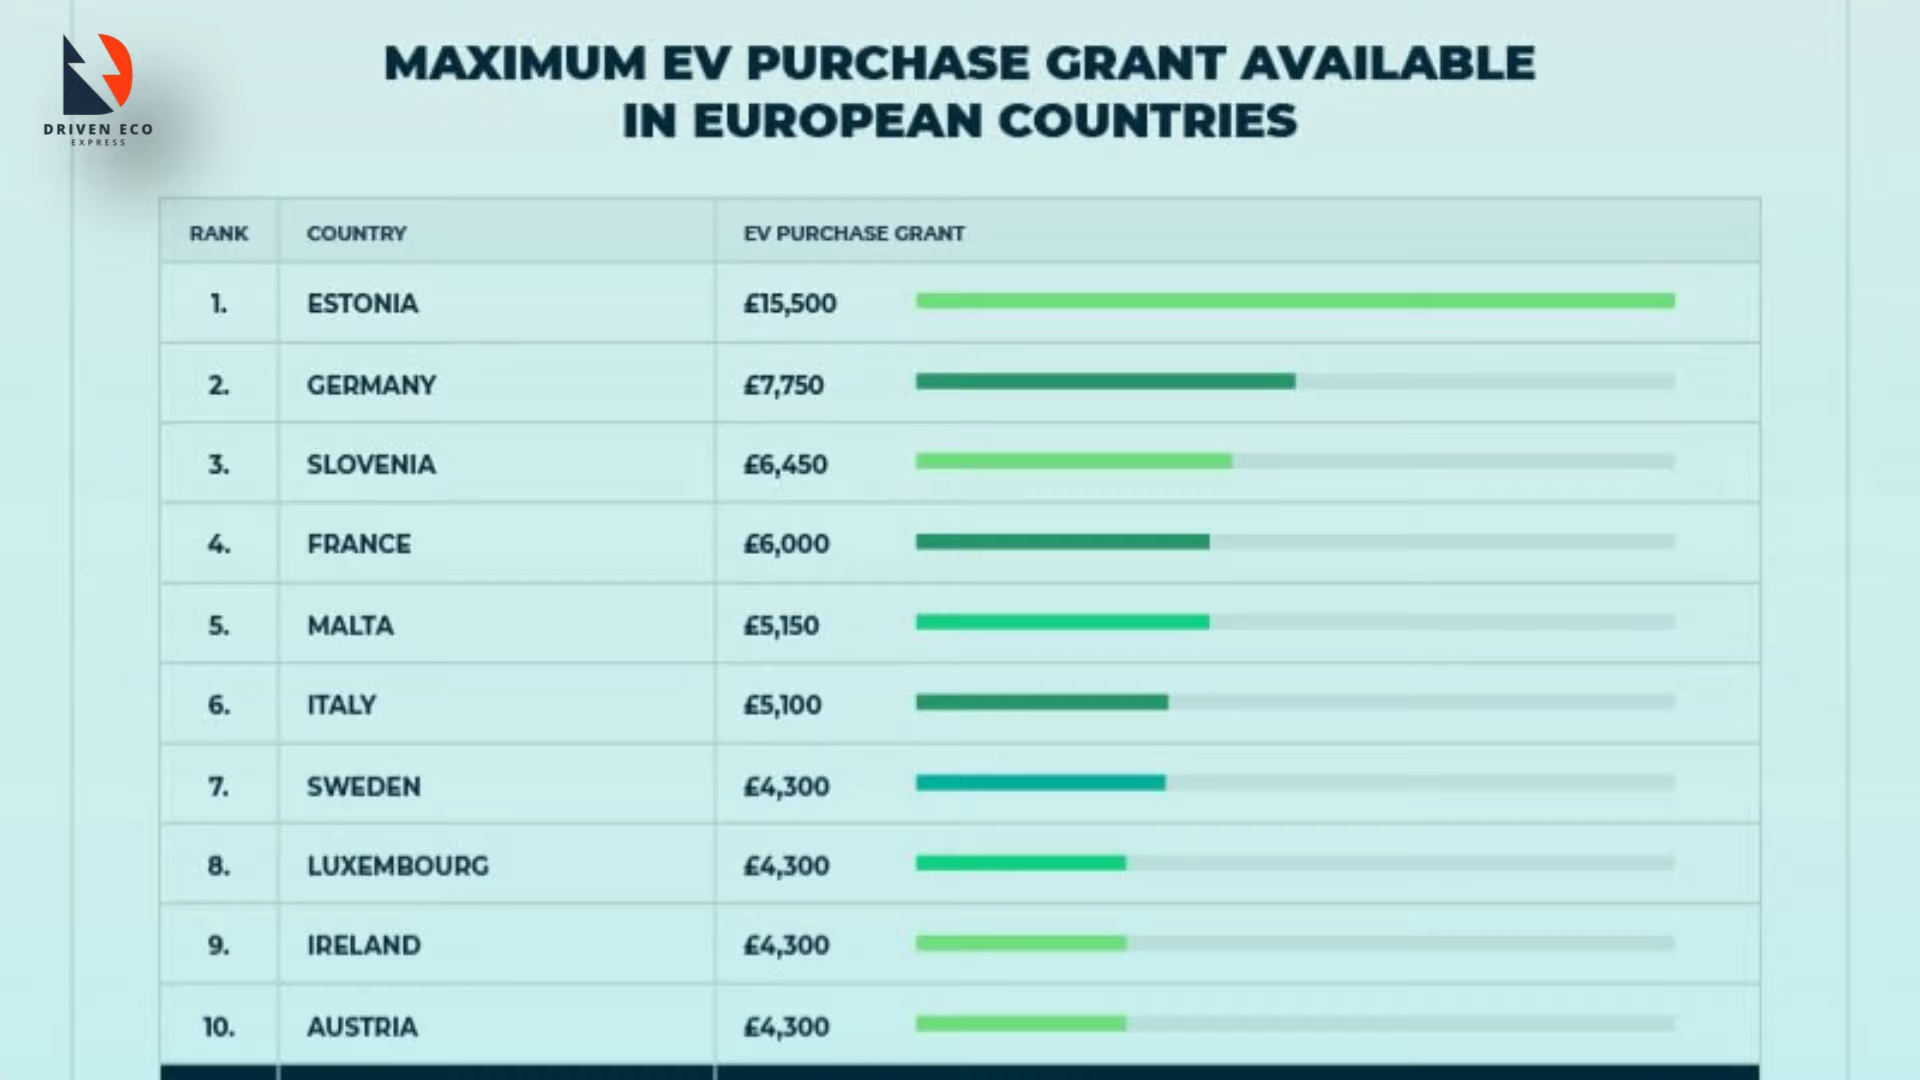 DRIVEN ECO
EXPRESS
MAXIMUM EV PURCHASE GRANT AVAILABLE
IN EUROPEAN COUNTRIES
RANK COUNTRY EV PURCHASE GRANT
1. ESTONIA £15,500
2. GERMANY £7,750
3. SLOVENIA £6,450
4. FRANCE £6,000
5. MALTA £5,150
6. ITALY £5,100
7. SWEDEN £4,300
8. LUXEMBOURG £4,300
9. IRELAND £4,300
10. AUSTRIA £4,300